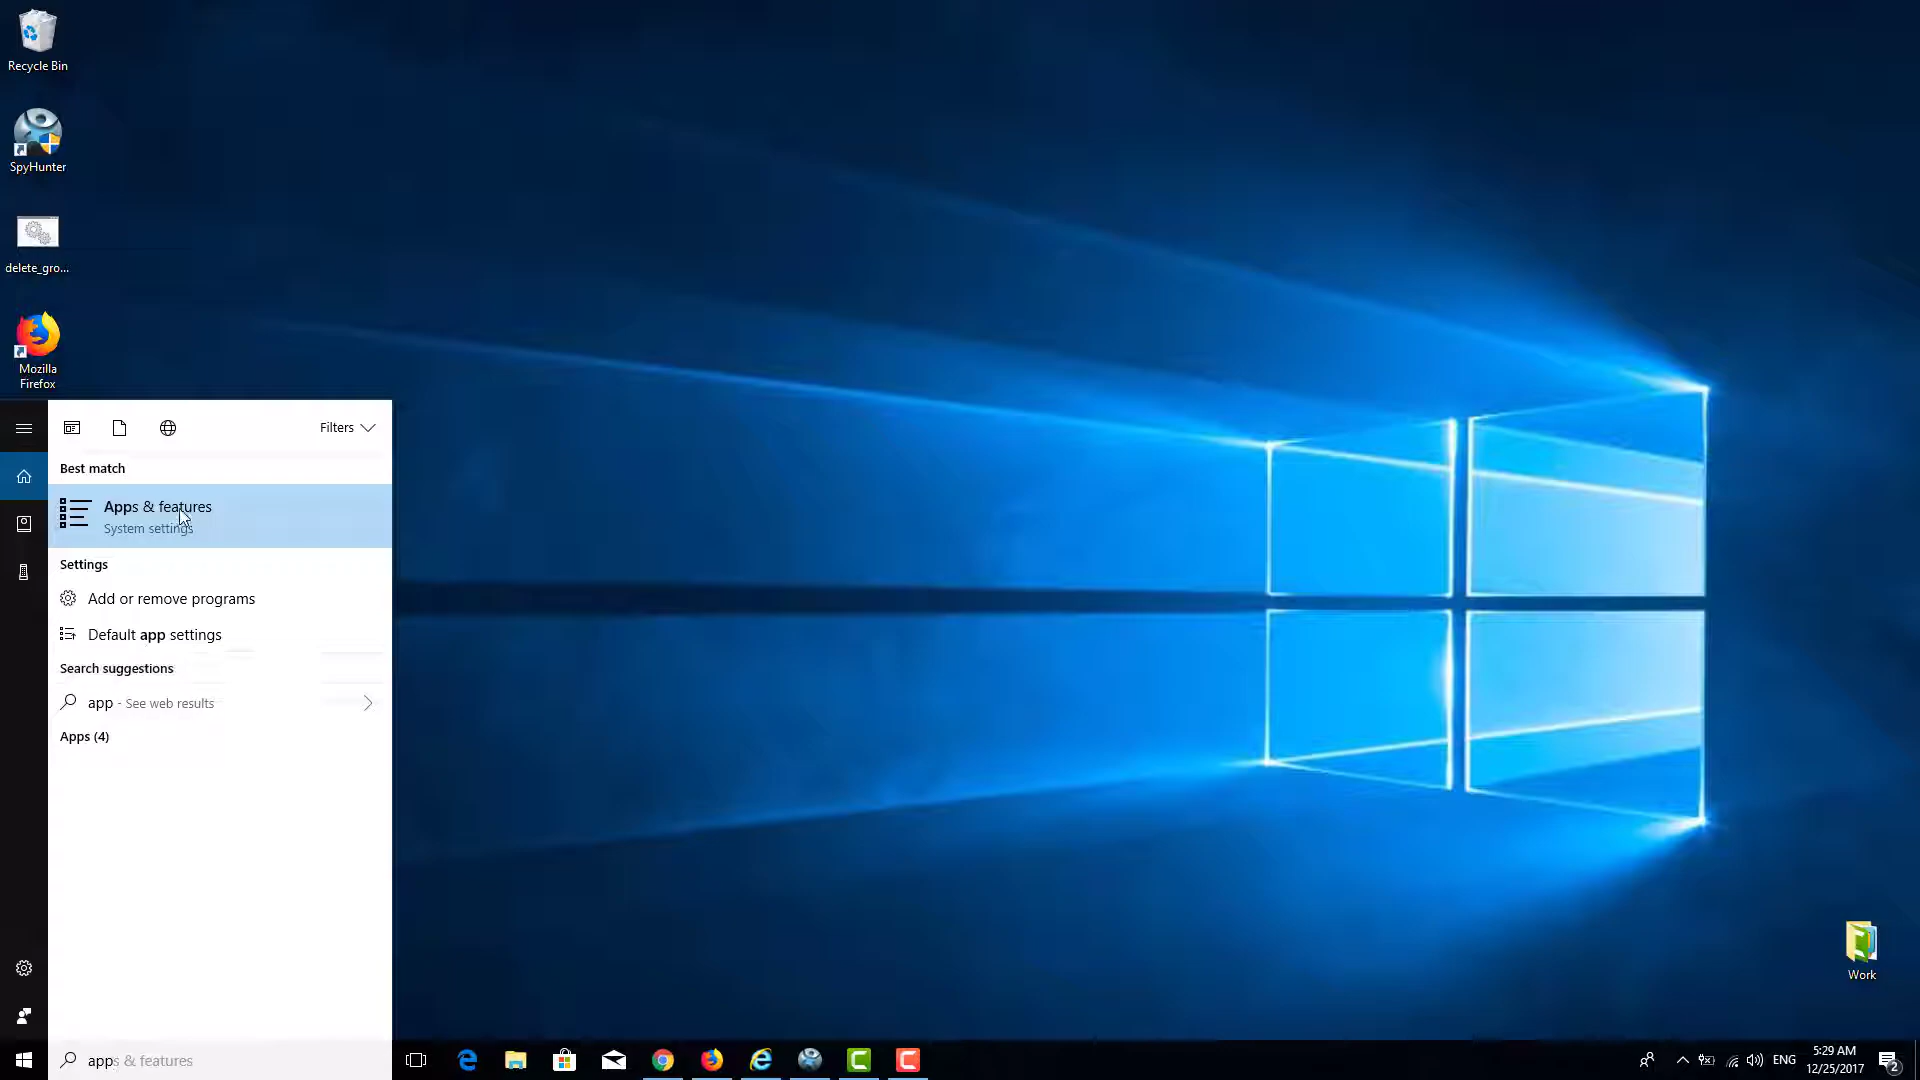 Recycle Bin
SpyHunter
delete_gro...
Mozilla
Firefox
Filters
Best match
Apps & features
System settings
Settings
Add or remove programs
Default app settings
Search suggestions
app - See web results
Apps (4)
Work
apps & features
ENG
5:29 AM
12/25/2017
2